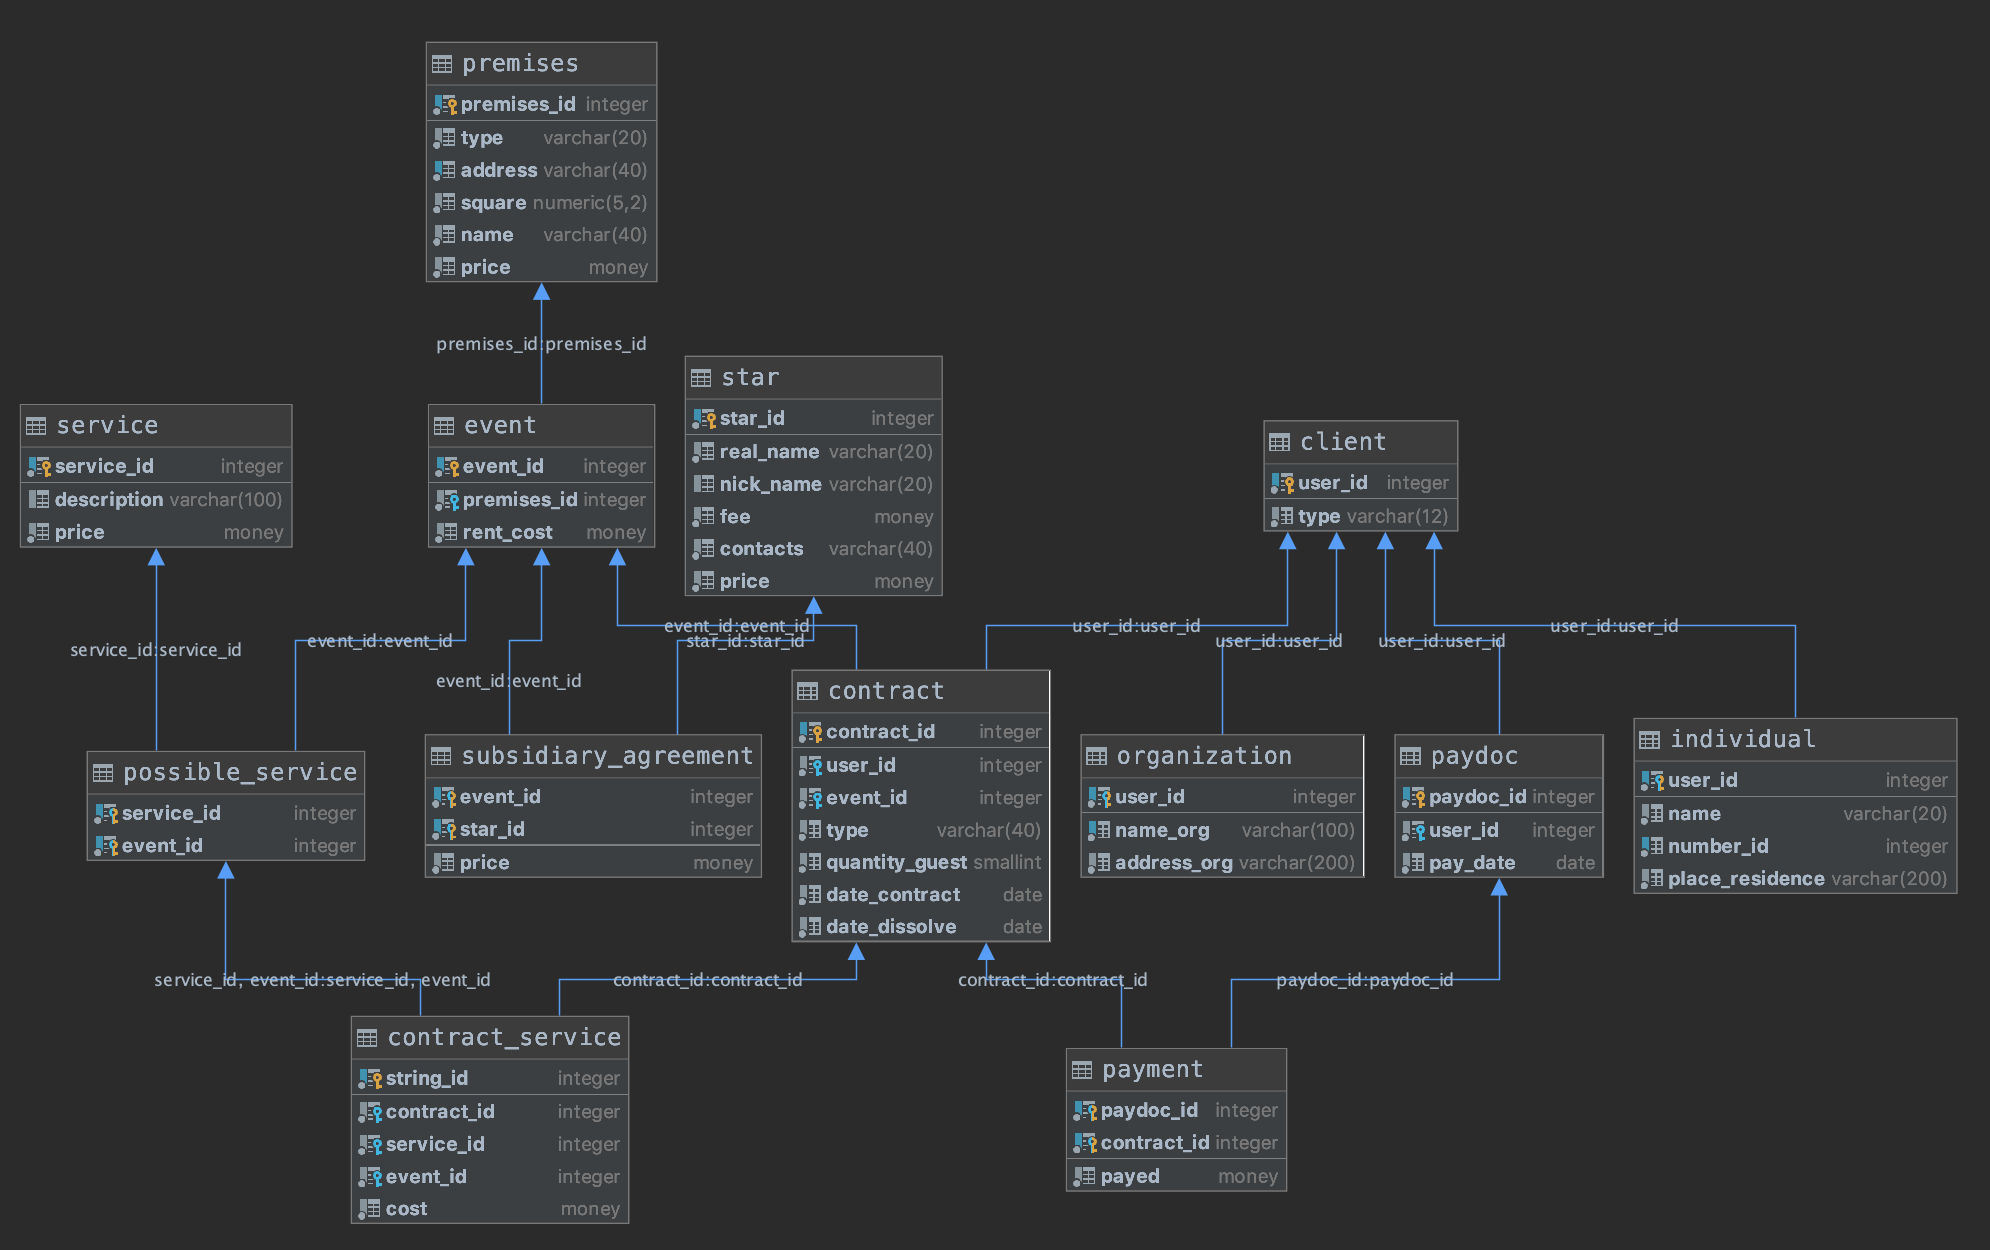 premises
premises_id integer
type varchar(20)
address varchar(40)
square numeric(5,2)
name varchar(40)
price money
premises_id:premises_id
star
star_id integer
real_name varchar(20)
nick_name varchar(20)
fee money
contacts varchar(40)
price money
service
service_id integer
description varchar(100)
price money
event
event_id integer
premises_id integer
rent_cost money
client
user_id integer
type varchar(12)
service_id:service_id
event_id:event_id
event_id:event_id
event_id:event_id
star_id:star_id
user_id:user_id
user_id:user_id
user_id:user_id
user_id:user_id
possible_service
service_id integer
event_id integer
subsidiary_agreement
event_id integer
star_id integer
price money
contract
contract_id integer
user_id integer
event_id integer
type varchar(40)
quantity_guest smallint
date_contract date
date_dissolve date
organization
user_id integer
name_org varchar(100)
address_org varchar(200)
paydoc
paydoc_id integer
user_id integer
pay_date date
individual
user_id integer
name varchar(20)
number_id integer
place_residence varchar(200)
service_id, event_id:service_id, event_id
contract_id:contract_id
contract_id:contract_id
paydoc_id:paydoc_id
contract_service
string_id integer
contract_id integer
service_id integer
event_id integer
cost money
payment
paydoc_id integer
contract_id integer
payed money